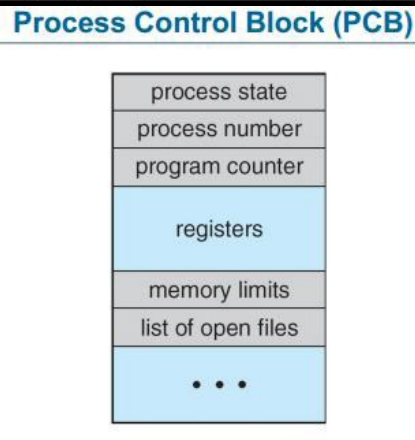 Process Control Block (PCB)
process state
process number
program counter
registers
memory limits
list of open files
• • •